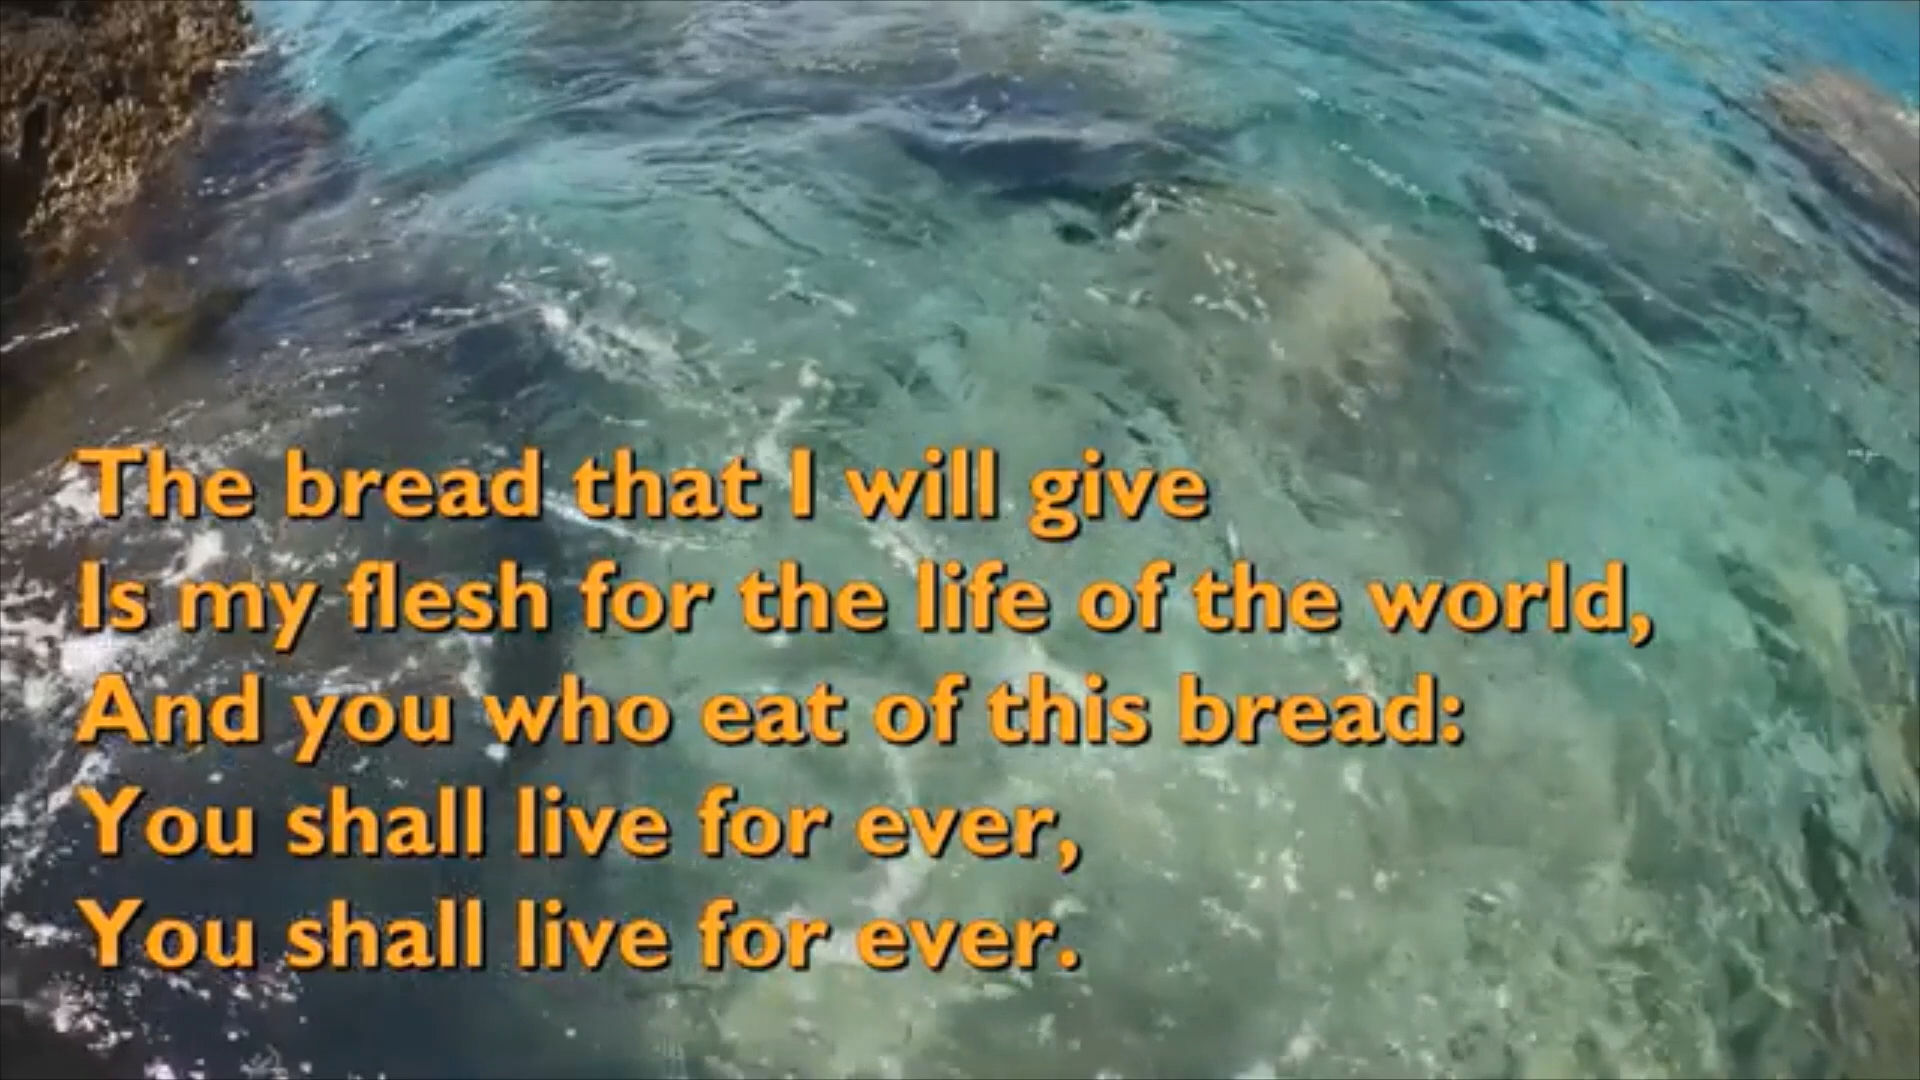 The bread that I will give
Is my flesh for the life of the world,
And you who eat of this bread:
You shall live for ever,
You shall live for ever.